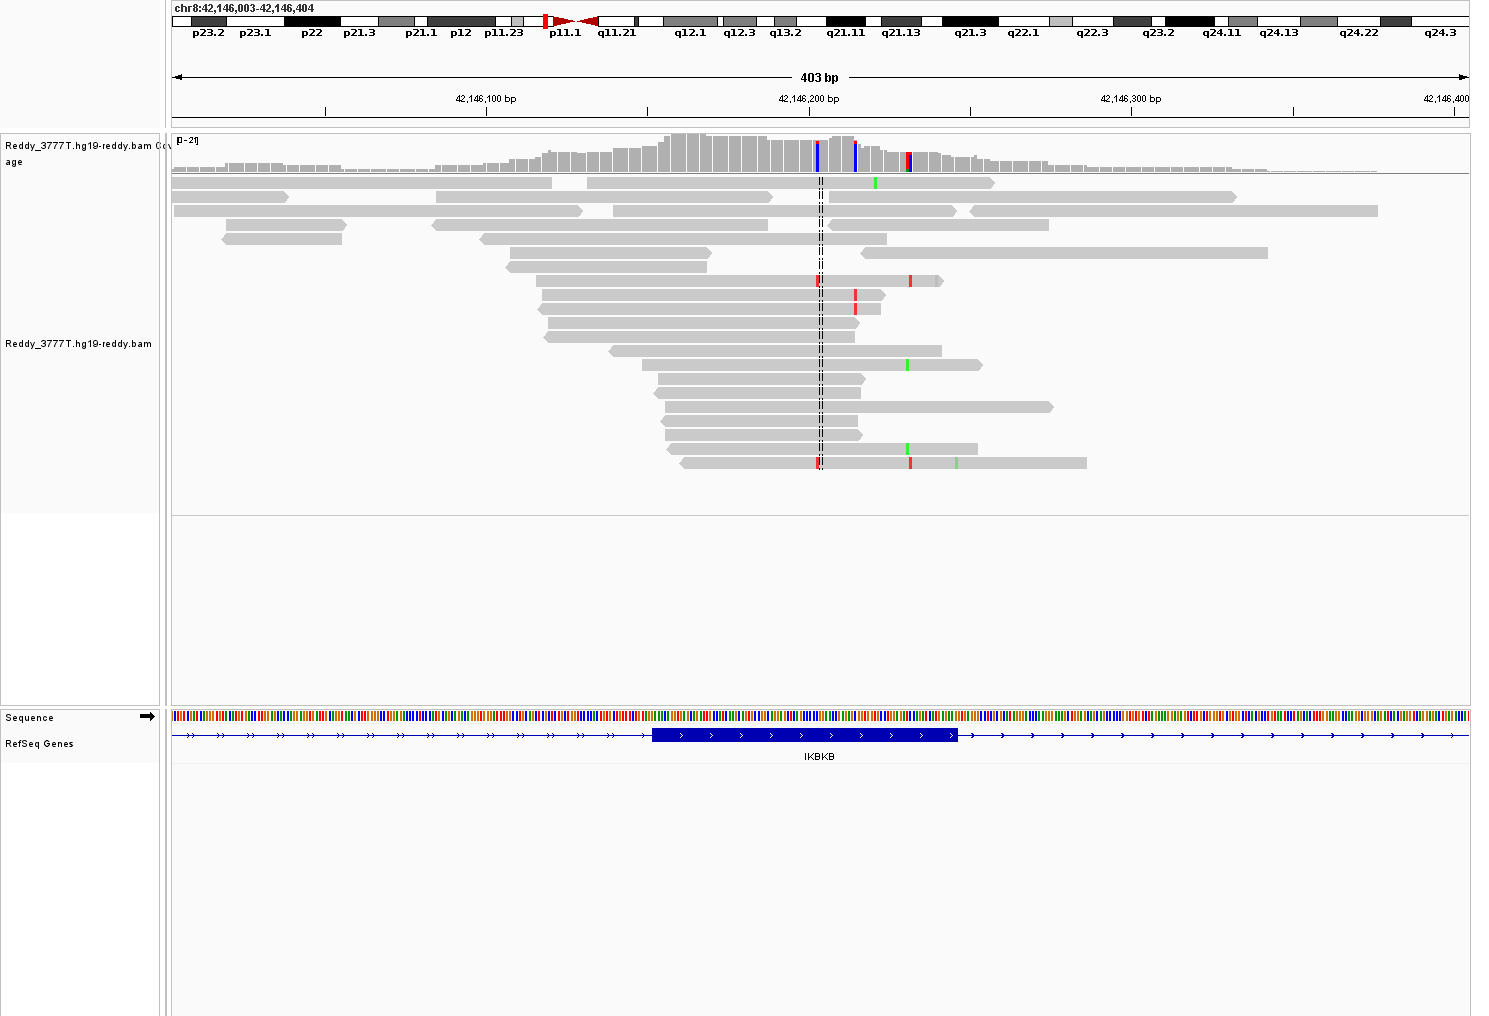 chr8:42,146,003-42,146,404
p23.2 p23.1 p22 p21.3 p21.1 p12 p11.23 p11.1 q11.21 q12.1 q12.3 q13.2 q21.11 q21.13 q21.3 q22.1 q22.3 q23.2 q24.11 q24.13 q24.22 q24.3
403 bp
42,146,100 bp 42,146,200 bp 42,146,300 bp 42,146,400
Reddy_3777T.hg19-reddy.bam Cov
age
[0-21]
Reddy_3777T.hg19-reddy.bam
Sequence
RefSeq Genes
IKBKB